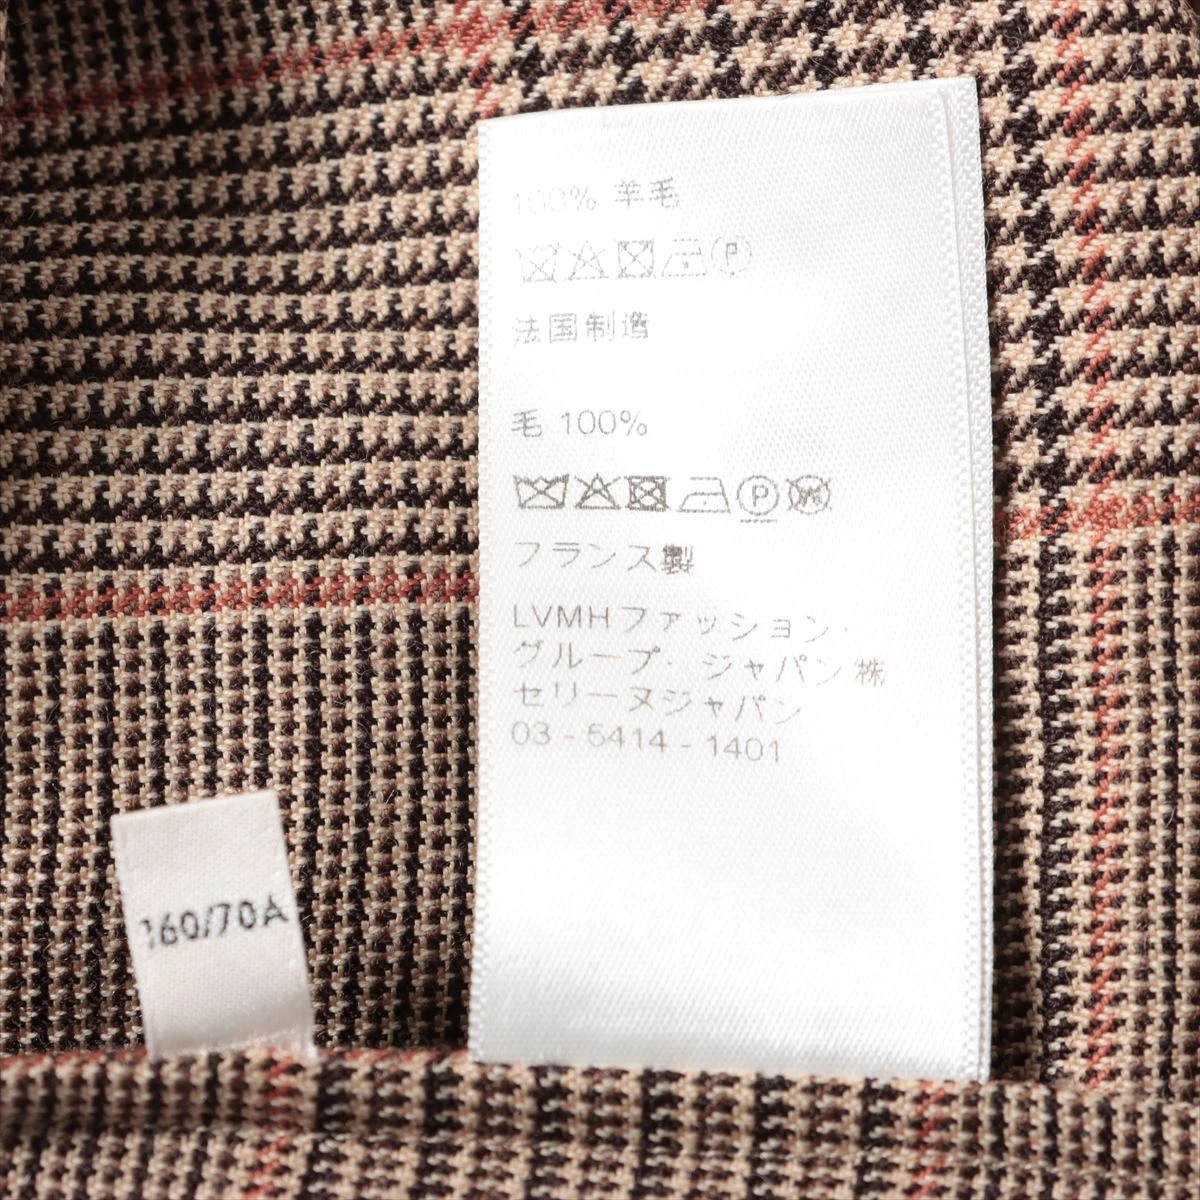 100% 羊毛
法国制造
毛 100%
P
W
フランス製
LVMHファッション・
グループ・ジャパン株
セリーヌジャパン
03-5414-1401
160/70A